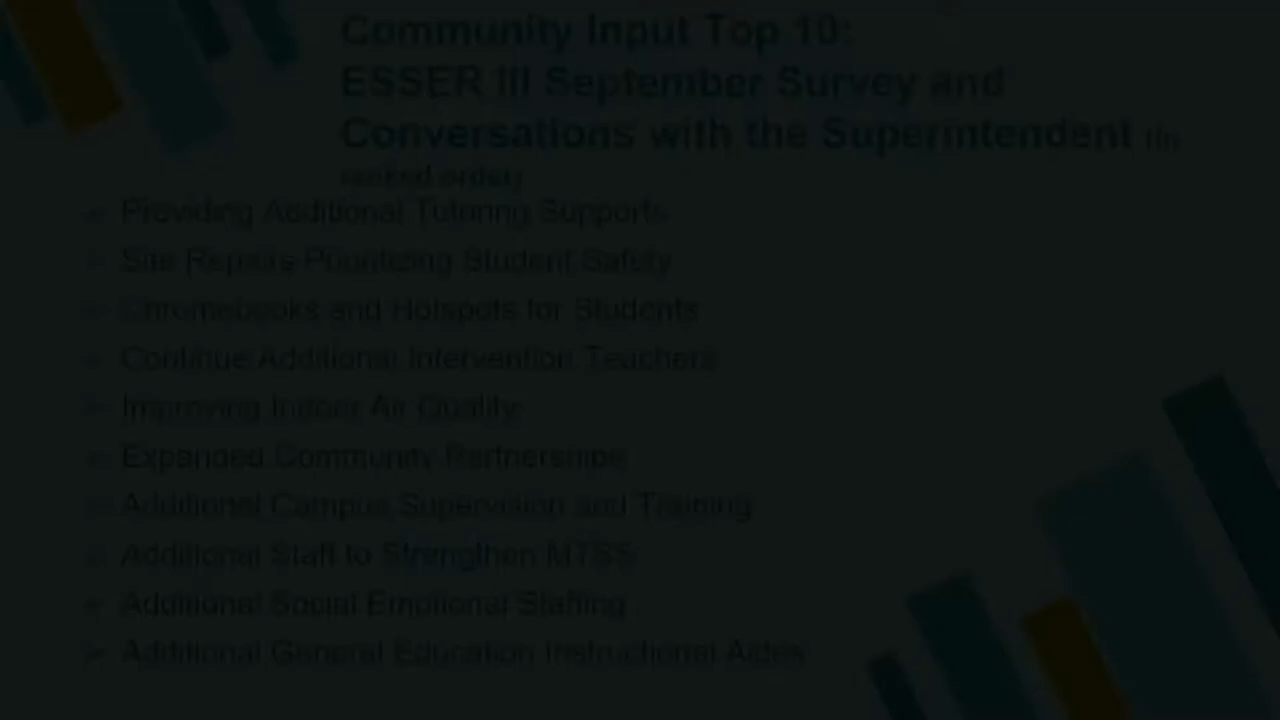 Community Input Top 10:
ESSER III September Survey and
Conversations with the Superintendent (in
ranked order)
Providing Additional Tutoring Supports
Site Repairs Prioritizing Student Safety
Chromebooks and Hotspots for Students
Continue Additional Intervention Teachers
Improving Indoor Air Quality
Expanded Community Partnerships
Additional Campus Supervision and Training
Additional Staff to Strengthen MTSS
Additional Social Emotional Staffing
Additional General Education Instructional Aides